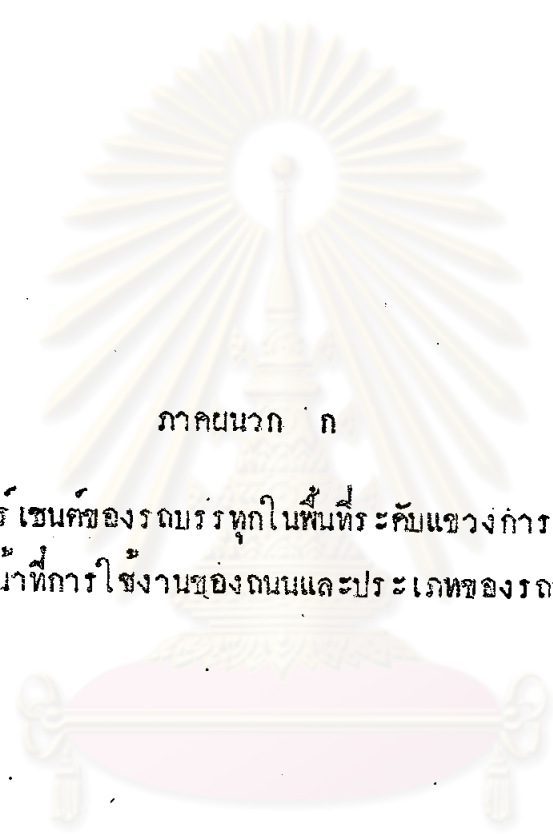 ภาคผนวก ก
ร์เซนต์ของรถบรรทุกในพื้นที่ระดับแขวงการ
น้าที่การใช้งานของถนนและประเภทของรถ